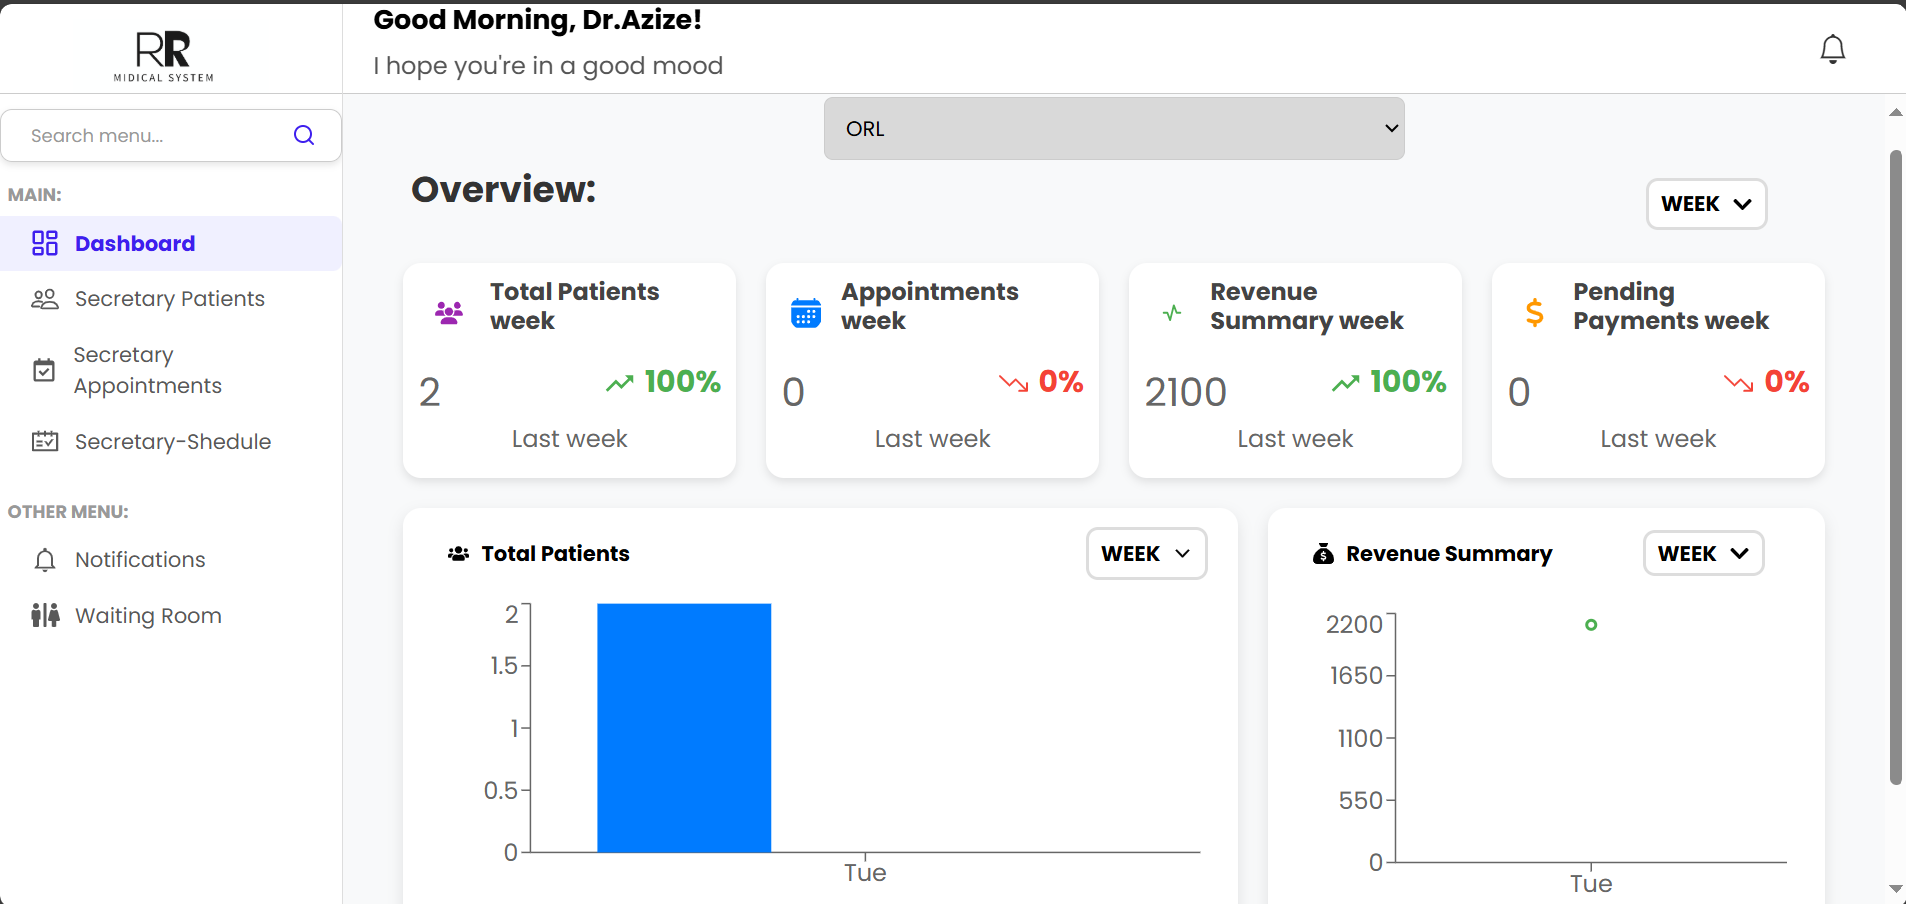 RR
MIDICAL SYSTEM
Good Morning, Dr.Azize!
I hope you're in a good mood
Search menu...
MAIN:
Dashboard
Secretary Patients
Secretary
Appointments
Secretary-Shedule
OTHER MENU:
Notifications
Waiting Room
ORL
Overview:
WEEK
Total Patients
week
2
100%
Last week
Appointments
week
0
0%
Last week
Revenue
Summary week
2100
100%
Last week
Pending
Payments week
0
0%
Last week
Total Patients
WEEK
2
1.5
1
0.5
0
Tue
Revenue Summary
WEEK
2200
1650
1100
550
0
Tue